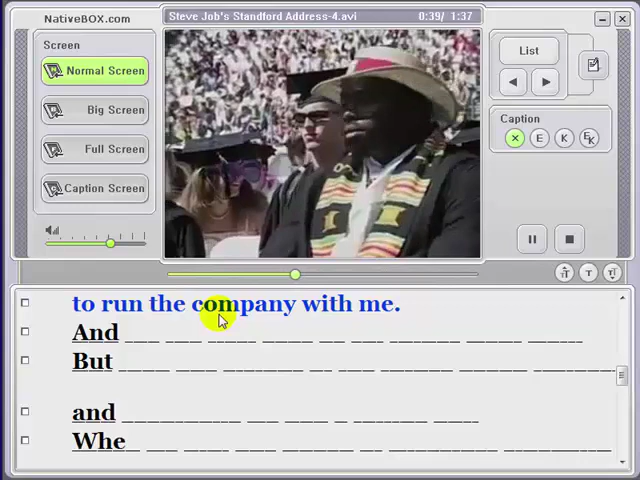 NativeBOX.com
Steve Job's Standford Address-4.avi
0:39/ 1:37
Screen
Normal Screen
Big Screen
Full Screen
Caption Screen
List
Caption
E
K
EK
T
T
T
to run the company with me.
And
But
and
Whe